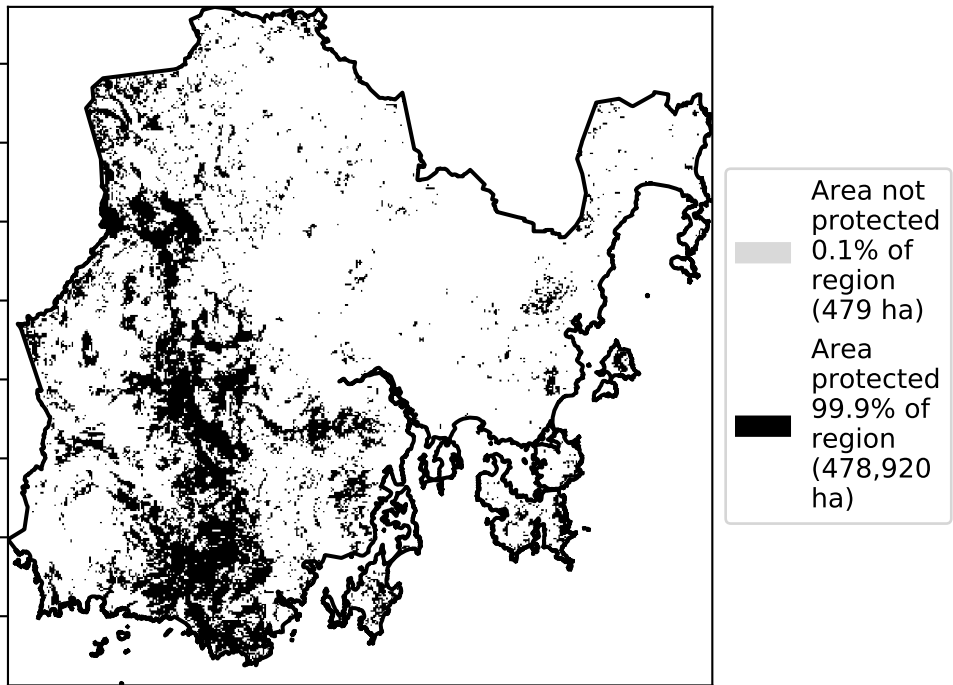 Area not
protected
0.1% of
region
(479 ha)
Area
protected
99.9% of
region
(478,920
ha)